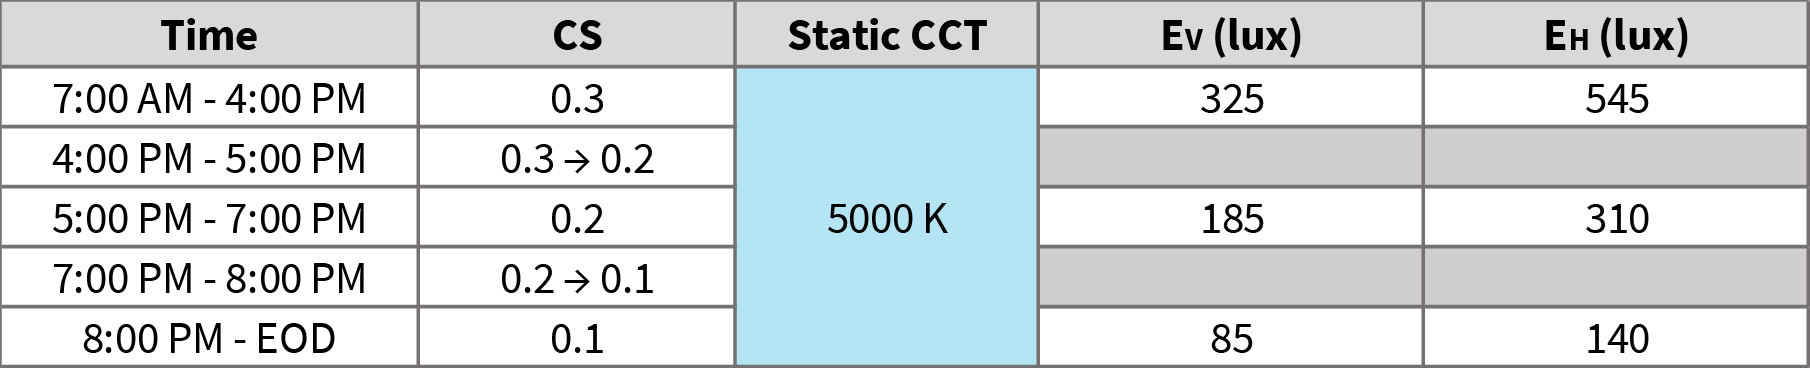 Time CS Static CCT EV (lux) EH (lux)
7:00 AM - 4:00 PM 0.3 325 545
4:00 PM - 5:00 PM 0.3 → 0.2
5:00 PM - 7:00 PM 0.2 5000 K 185 310
7:00 PM - 8:00 PM 0.2 → 0.1
8:00 PM - EOD 0.1 85 140